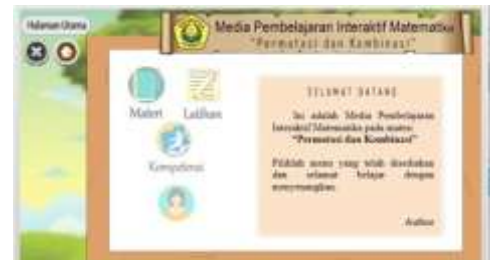 Halaman Utama
Media Pembelajaran Interaktif Matematika
"Permutasi dan Kombinasi"
Materi
Latihan
Kompetensi
SELAMAT DATANG
Ini adalah Media Pembelajaran
Interaktif Matematika pada materi
"Permutasi dan Kombinasi"
Pilihlah menu yang telah disediakan
dan selamat belajar dengan
menyenangkan.
Author